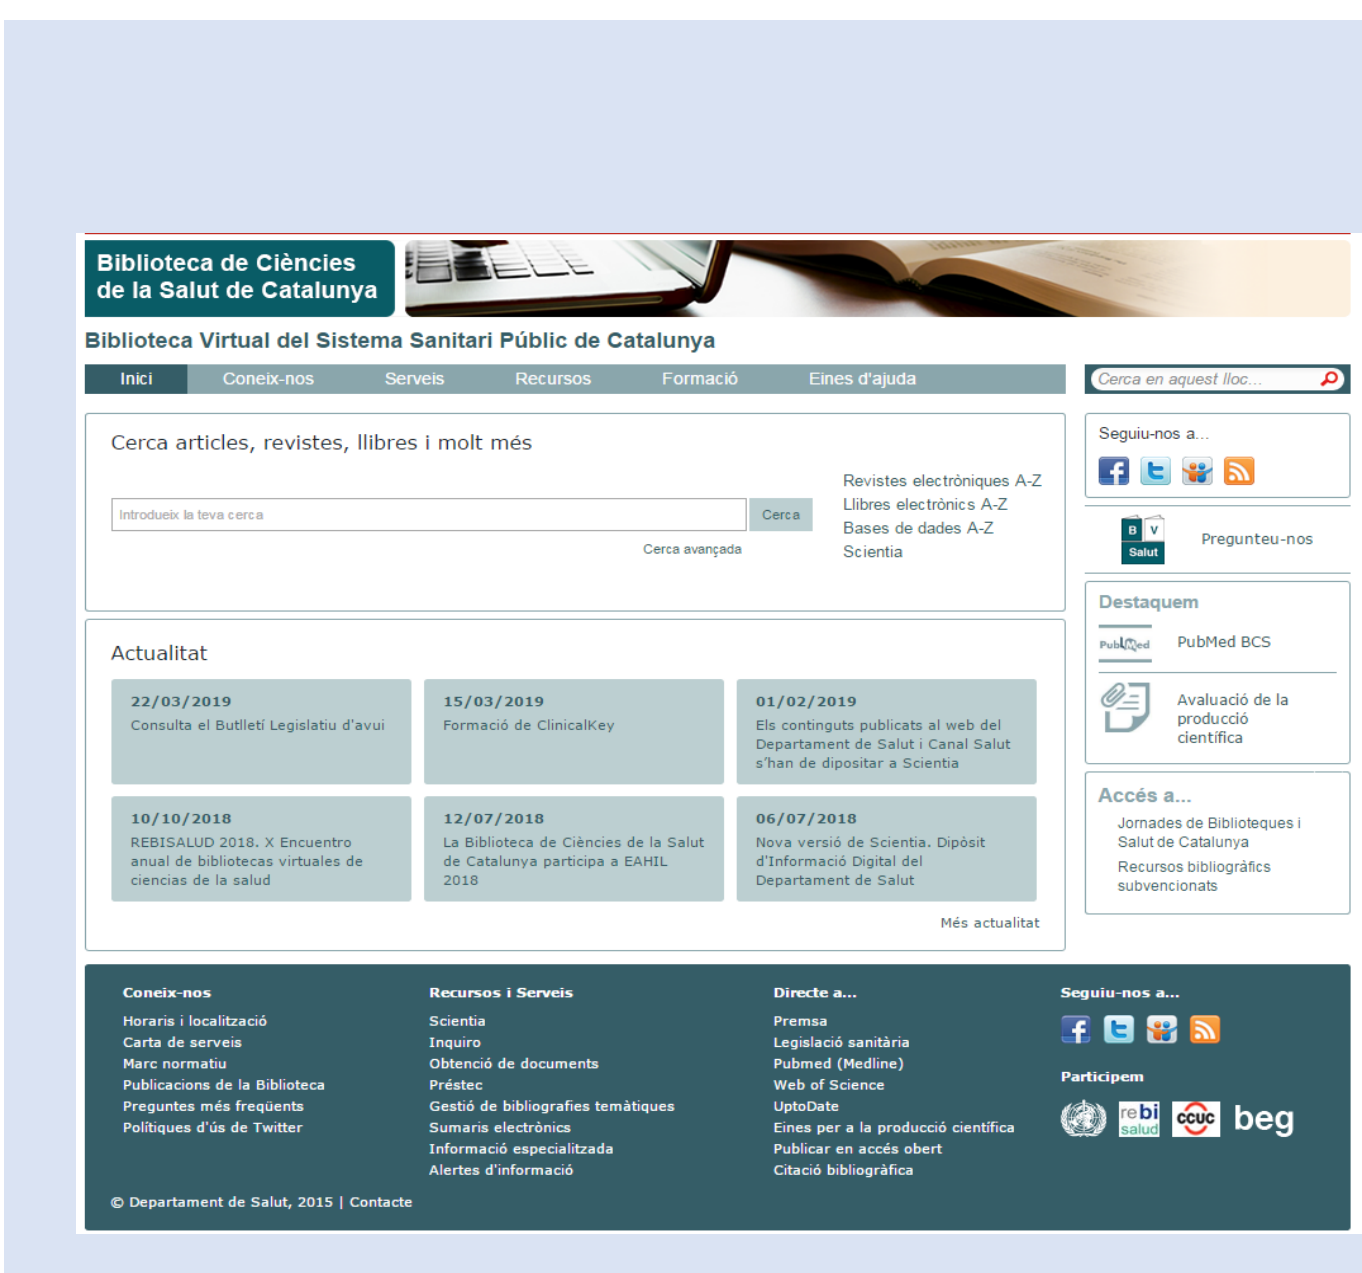 Biblioteca de Ciències
de la Salut de Catalunya
Biblioteca Virtual del Sistema Sanitari Públic de Catalunya
Inici
Coneix-nos
Serveis
Recursos
Formació
Eines d'ajuda
Cerca en aquest lloc...
Cerca articles, revistes, llibres i molt més
Introdueix la teva cerca
Cerca
Cerca avançada
Revistes electròniques A-Z
Llibres electrònics A-Z
Bases de dades A-Z
Scientia
Seguiu-nos a...
B V
Salut
Pregunteu-nos
Destaquem
PubMed
PubMed BCS
Avaluació de la
producció
científica
Accés a...
Jornades de Biblioteques i
Salut de Catalunya
Recursos bibliogràfics
subvencionats
Actualitat
22/03/2019
Consulta el Butlletí Legislatiu d'avui
15/03/2019
Formació de ClinicalKey
01/02/2019
Els continguts publicats al web del
Departament de Salut i Canal Salut
s'han de dipositar a Scientia
10/10/2018
REBISALUD 2018. X Encuentro
anual de bibliotecas virtuales de
ciencias de la salud
12/07/2018
La Biblioteca de Ciències de la Salut
de Catalunya participa a EAHIL
2018
06/07/2018
Nova versió de Scientia. Dipòsit
d'Informació Digital del
Departament de Salut
Més actualitat
Coneix-nos
Horaris i localització
Carta de serveis
Marc normatiu
Publicacions de la Biblioteca
Preguntes més freqüents
Polítiques d'ús de Twitter
Recursos i Serveis
Scientia
Inquiro
Obtenció de documents
Préstec
Gestió de bibliografies temàtiques
Sumaris electrònics
Informació especialitzada
Alertes d'informació
Directe a...
Premsa
Legislació sanitària
Pubmed (Medline)
Web of Science
UptoDate
Eines per a la producció científica
Publicar en accés obert
Citació bibliogràfica
Seguiu-nos a...
Participem
rebi
salud
ccuc
beg
© Departament de Salut, 2015 | Contacte